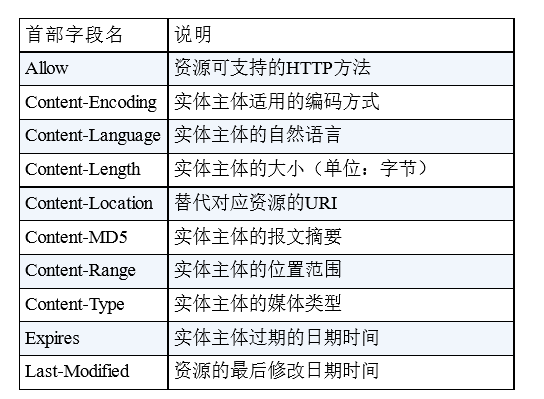 首部字段名 说明
Allow 资源可支持的HTTP方法
Content-Encoding 实体主体适用的编码方式
Content-Language 实体主体的自然语言
Content-Length 实体主体的大小（单位：字节）
Content-Location 替代对应资源的URI
Content-MD5 实体主体的报文摘要
Content-Range 实体主体的位置范围
Content-Type 实体主体的媒体类型
Expires 实体主体过期的日期时间
Last-Modified 资源的最后修改日期时间